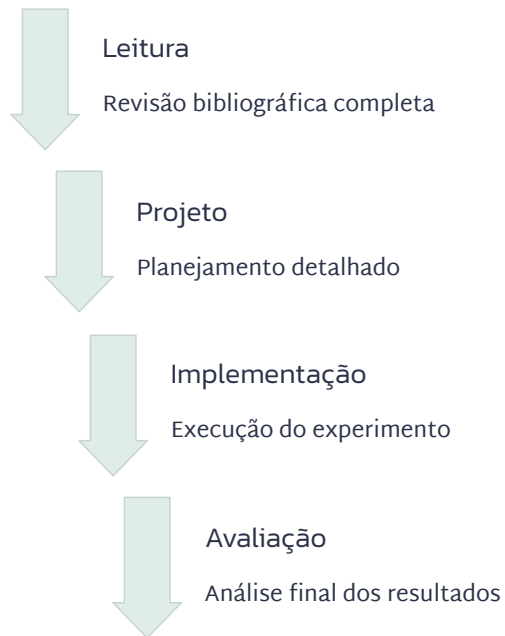 Leitura
Revisão bibliográfica completa
Projeto
Planejamento detalhado
Implementação
Execução do experimento
Avaliação
Análise final dos resultados